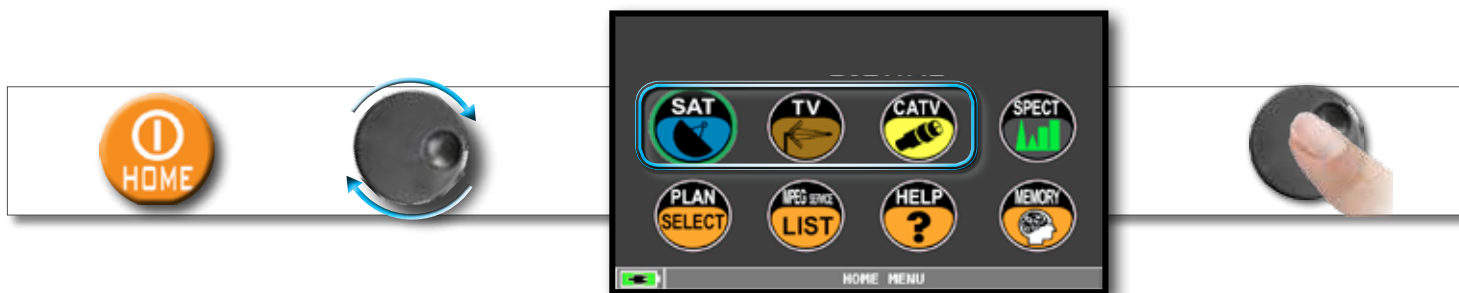 HOME
SAT
TV
CATV
SPECT
PLAN
SELECT
MPEG SERVICE
LIST
HELP
?
MEMORY
HOME MENU